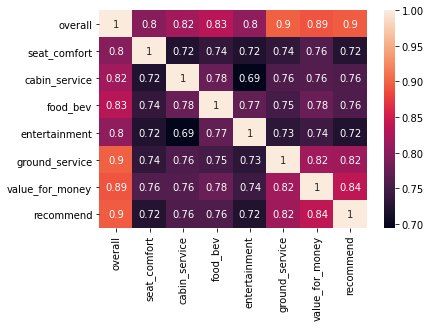 overall 1 0.8 0.82 0.83 0.8 0.9 0.89 0.9
seat_comfort 0.8 1 0.72 0.74 0.72 0.74 0.76 0.72
cabin_service 0.82 0.72 1 0.78 0.69 0.76 0.76 0.76
food_bev 0.83 0.74 0.78 1 0.77 0.75 0.78 0.76
entertainment 0.8 0.72 0.69 0.77 1 0.73 0.74 0.72
ground_service 0.9 0.74 0.76 0.75 0.73 1 0.82 0.82
value_for_money 0.89 0.76 0.76 0.78 0.74 0.82 1 0.84
recommend 0.9 0.72 0.76 0.76 0.72 0.82 0.84 1
overall
seat_comfort
cabin_service
food_bev
entertainment
ground_service
value_for_money
recommend
1.00
0.95
0.90
0.85
0.80
0.75
0.70